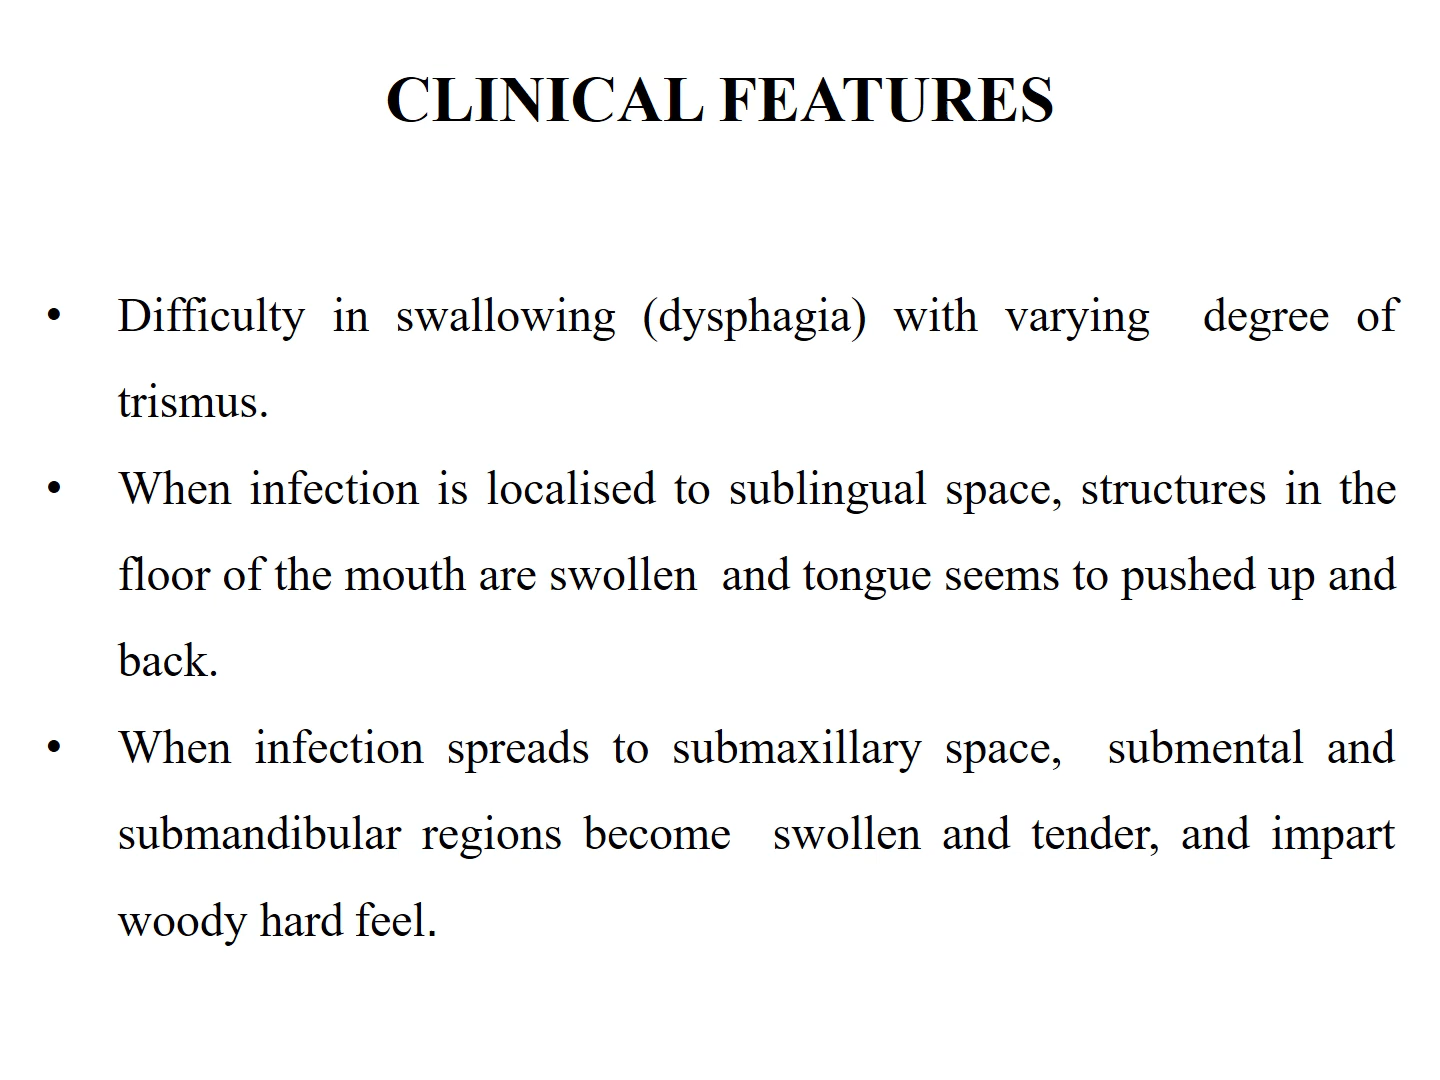 CLINICAL FEATURES
• Difficulty in swallowing (dysphagia) with varying degree of
trismus.
• When infection is localised to sublingual space, structures in the
floor of the mouth are swollen and tongue seems to pushed up and
back.
• When infection spreads to submaxillary space, submental and
submandibular regions become swollen and tender, and impart
woody hard feel.